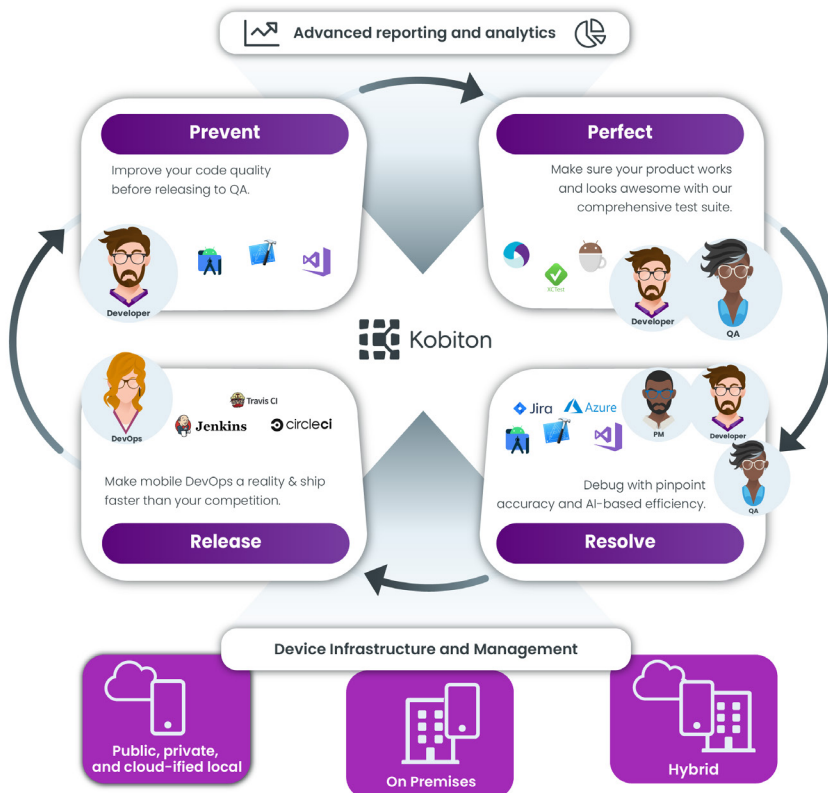 Advanced reporting and analytics
Prevent
Improve your code quality
before releasing to QA.
Developer
Perfect
Make sure your product works
and looks awesome with our
comprehensive test suite.
XCTest
Developer
QA
Kobiton
DevOps
Travis CI
Jenkins
circleci
Make mobile DevOps a reality & ship
faster than your competition.
Release
Jira
Azure
PM
Developer
QA
Debug with pinpoint
accuracy and AI-based efficiency.
Resolve
Device Infrastructure and Management
Public, private,
and cloud-ified local
On Premises
Hybrid